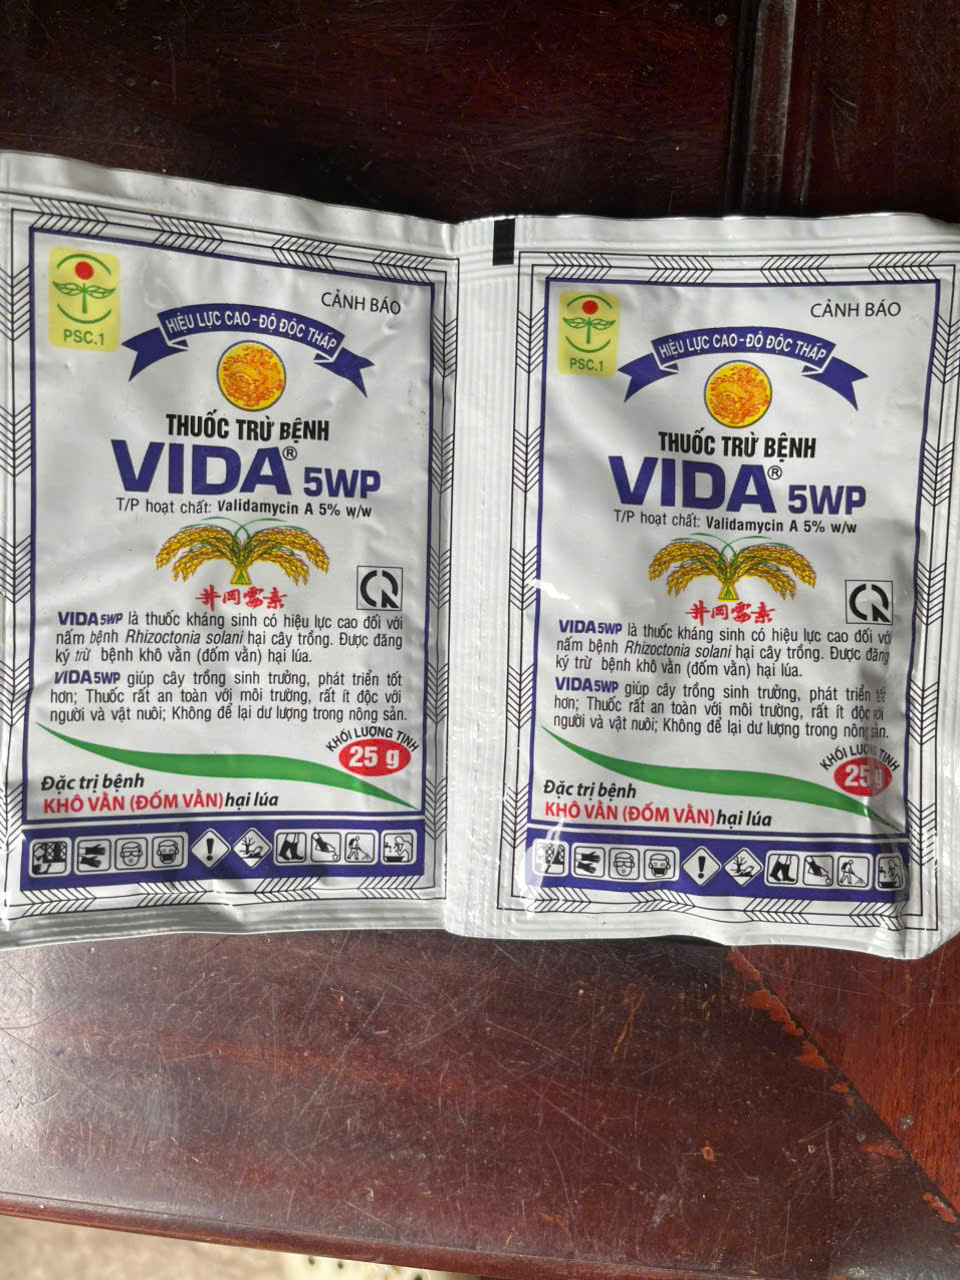 PSC.1
CẢNH BÁO
HIỆU LỰC CAO - ĐỘ ĐỘC THẤP
THUỐC TRỪ BỆNH
VIDA® 5WP
T/P hoạt chất: Validamycin A 5% w/w
井冈霉素
VIDA5WP là thuốc kháng sinh có hiệu lực cao đối với
nấm bệnh Rhizoctonia solani hại cây trồng. Được đăng
ký trừ bệnh khô vằn (đốm vằn) hại lúa.
VIDA5WP giúp cây trồng sinh trưởng, phát triển tốt
hơn; Thuốc rất an toàn với môi trường, rất ít độc với
người và vật nuôi; Không để lại dư lượng trong nông sản.
KHỐI LƯỢNG TỊNH
25 g
Đặc trị bệnh
KHÔ VẰN (ĐỐM VẰN) hại lúa
PSC.1
CẢNH BÁO
HIỆU LỰC CAO - ĐỘ ĐỘC THẤP
THUỐC TRỪ BỆNH
VIDA® 5WP
T/P hoạt chất: Validamycin A 5% w/w
井冈霉素
VIDA5WP là thuốc kháng sinh có hiệu lực cao đối với
nấm bệnh Rhizoctonia solani hại cây trồng. Được đăng
ký trừ bệnh khô vằn (đốm vằn) hại lúa.
VIDA5WP giúp cây trồng sinh trưởng, phát triển tốt
hơn; Thuốc rất an toàn với môi trường, rất ít độc với
người và vật nuôi; Không để lại dư lượng trong nông sản.
KHỐI LƯỢNG TỊNH
25 g
Đặc trị bệnh
KHÔ VẰN (ĐỐM VẰN) hại lúa